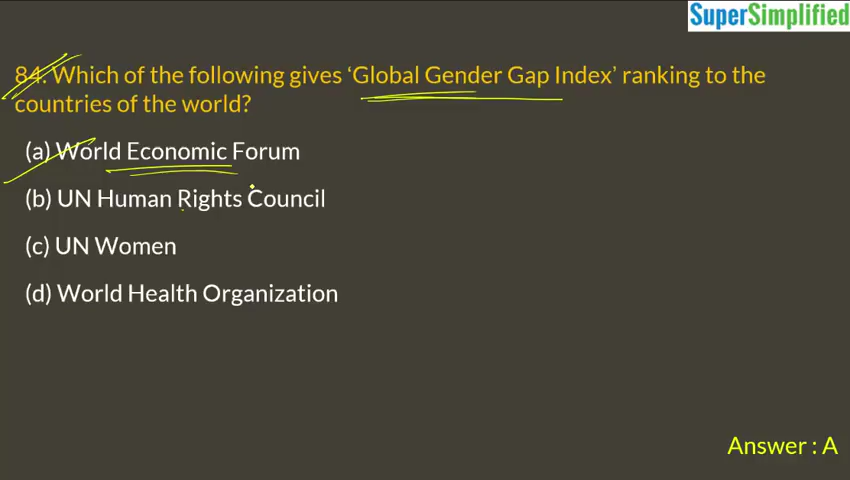 SuperSimplified
84. Which of the following gives ‘Global Gender Gap Index’ ranking to the
countries of the world?
(a) World Economic Forum
(b) UN Human Rights Council
(c) UN Women
(d) World Health Organization
Answer : A